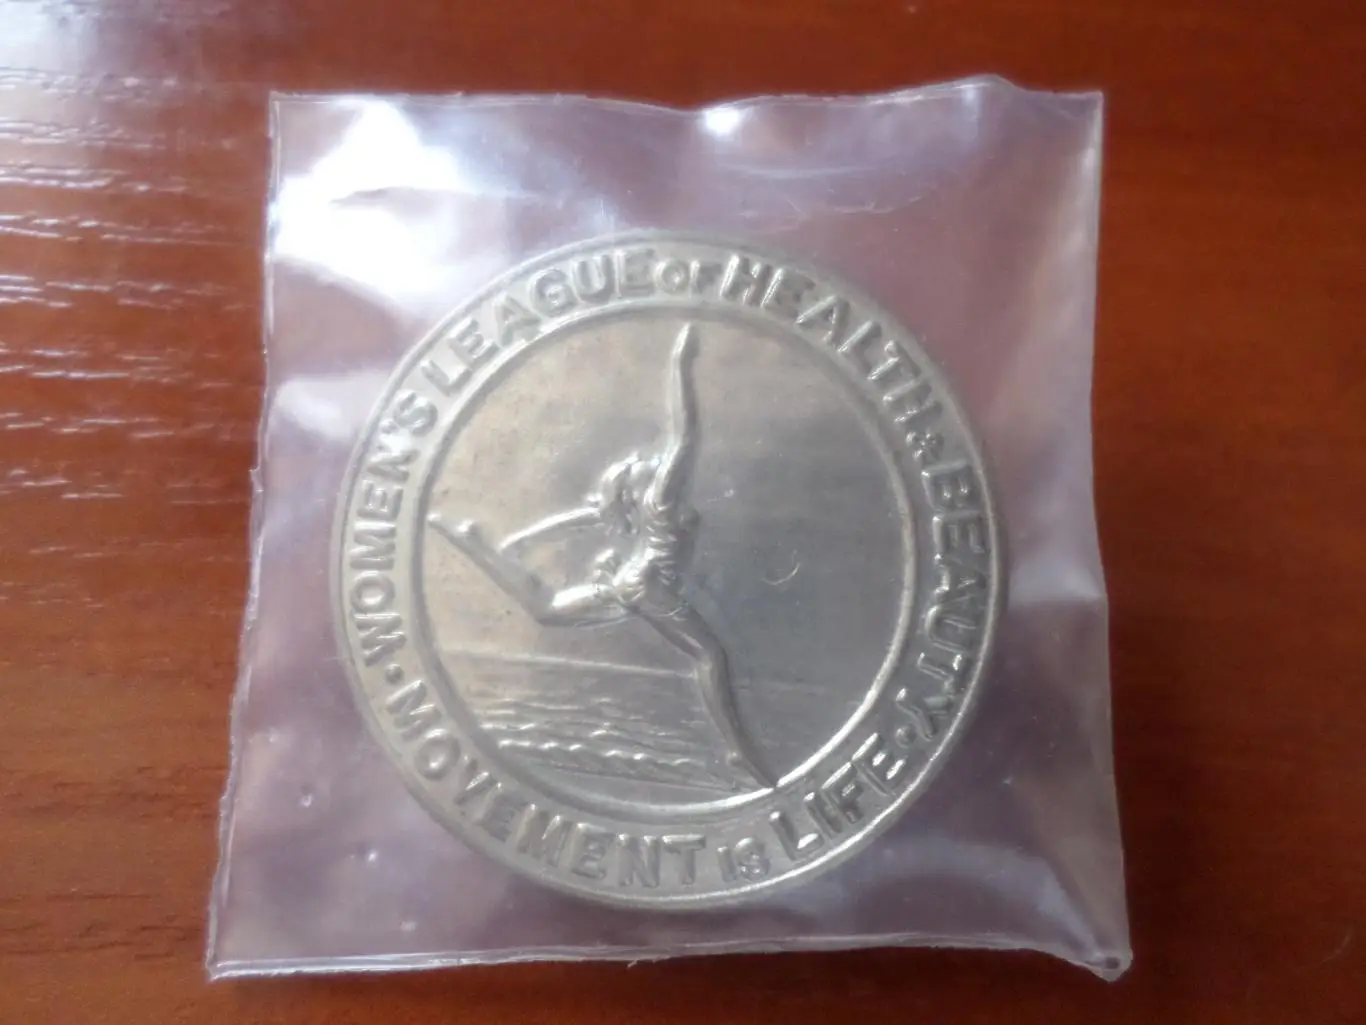 WOMEN'S LEAGUE OF HEALTH & BEAUTY
MOVEMENT IS LIFE